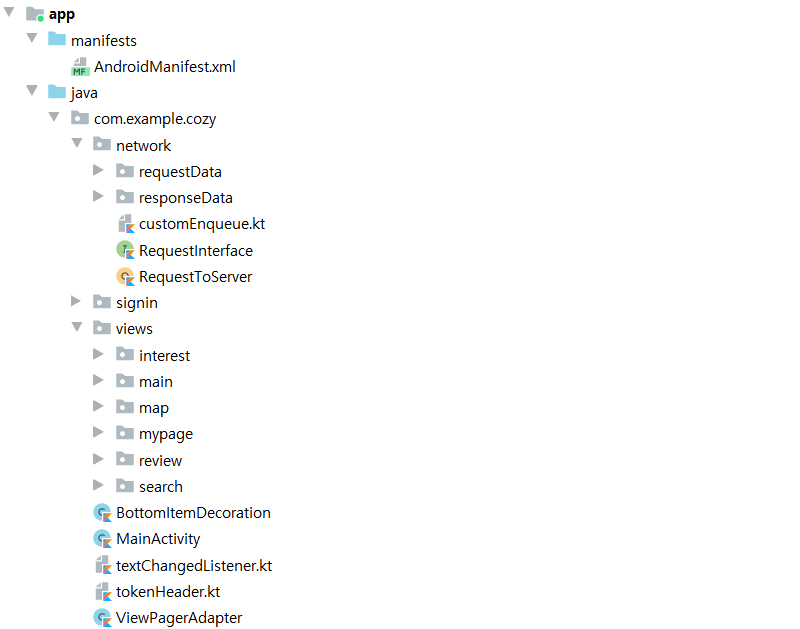 app
manifests
MF AndroidManifest.xml
java
com.example.cozy
network
requestData
responseData
customEnqueue.kt
I RequestInterface
C RequestToServer
signin
views
interest
main
map
mypage
review
search
C BottomItemDecoration
C MainActivity
textChangedListener.kt
tokenHeader.kt
C ViewPagerAdapter